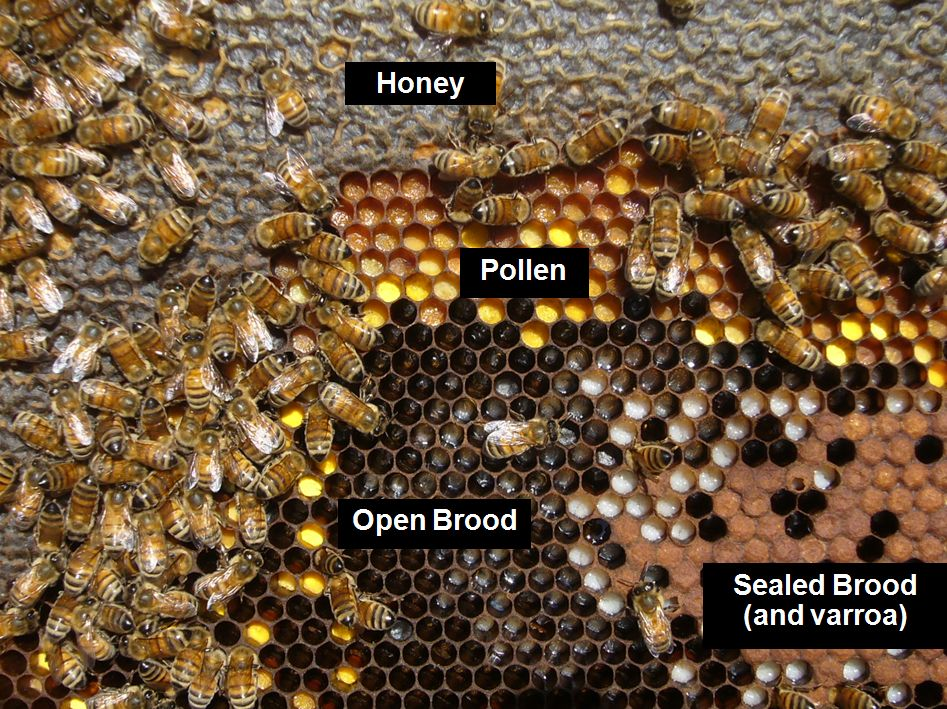 Honey
Pollen
Open Brood
Sealed Brood
(and varroa)